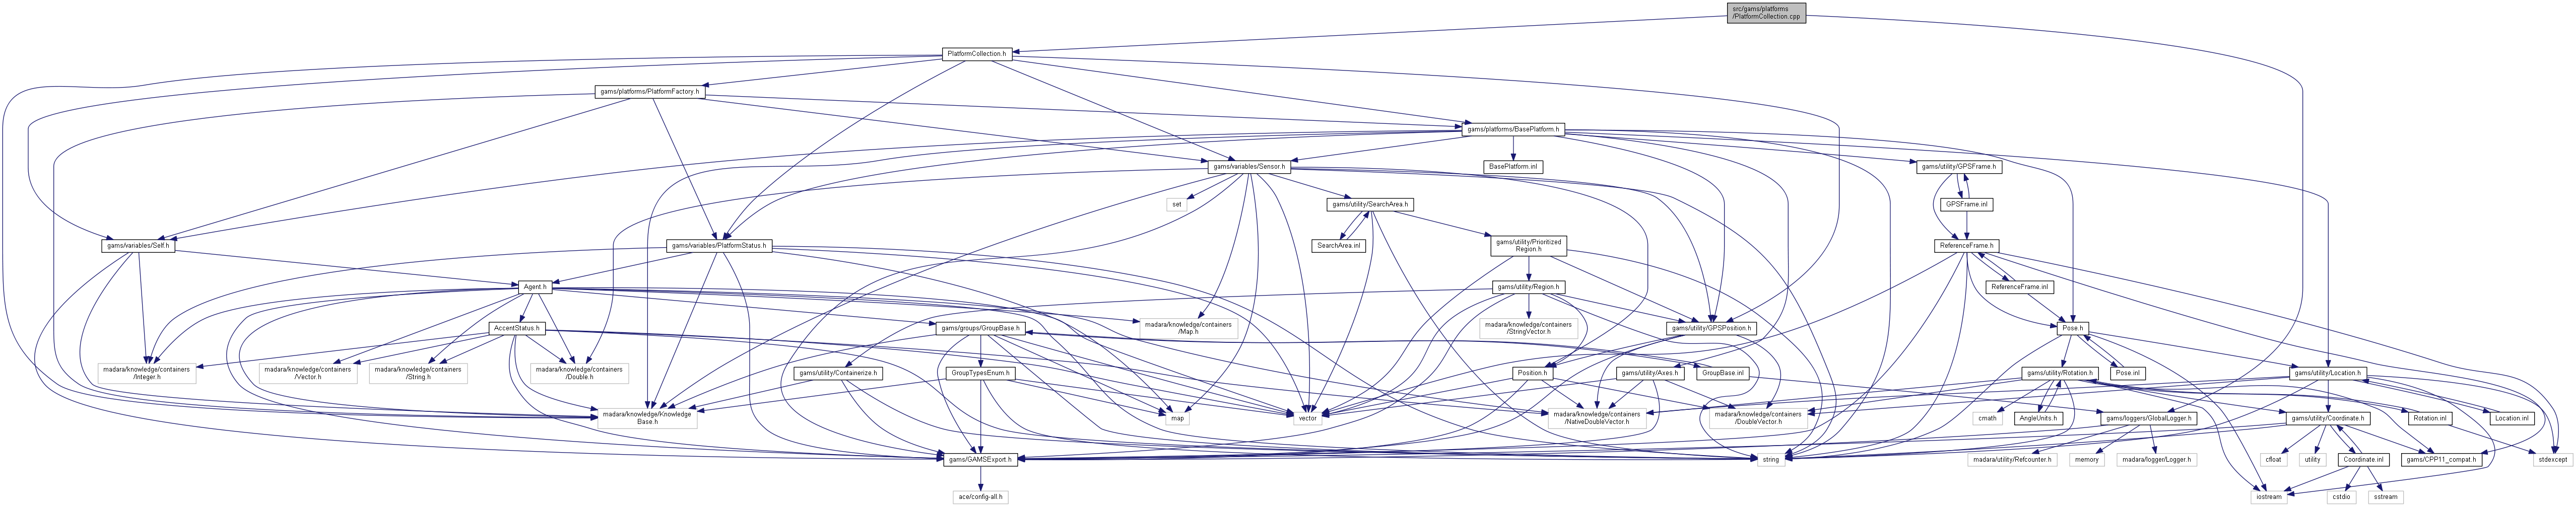 src/gams/platforms
/PlatformCollection.cpp
PlatformCollection.h
gams/platforms/PlatformFactory.h
gams/platforms/BasePlatform.h
gams/variables/Sensor.h
BasePlatform.inl
gams/utility/GPSFrame.h
set
gams/utility/SearchArea.h
GPSFrame.inl
gams/variables/Self.h
gams/variables/PlatformStatus.h
SearchArea.inl
gams/utility/Prioritized
Region.h
ReferenceFrame.h
Agent.h
gams/utility/Region.h
ReferenceFrame.inl
AccentStatus.h
gams/groups/GroupBase.h
madara/knowledge/containers
/Map.h
madara/knowledge/containers
/StringVector.h
gams/utility/GPSPosition.h
Pose.h
madara/knowledge/containers
/Integer.h
madara/knowledge/containers
/Vector.h
madara/knowledge/containers
/String.h
madara/knowledge/containers
/Double.h
gams/utility/Containerize.h
GroupTypesEnum.h
Position.h
gams/utility/Axes.h
GroupBase.inl
gams/utility/Rotation.h
Pose.inl
gams/utility/Location.h
madara/knowledge/Knowledge
Base.h
map
vector
madara/knowledge/containers
/NativeDoubleVector.h
madara/knowledge/containers
/DoubleVector.h
cmath
AngleUnits.h
gams/loggers/GlobalLogger.h
Rotation.inl
gams/utility/Coordinate.h
Location.inl
gams/GAMSExport.h
string
madara/utility/Refcounter.h
memory
madara/logger/Logger.h
cfloat
utility
Coordinate.inl
gams/CPP11_compat.h
stdexcept
ace/config-all.h
iostream
cstdio
sstream